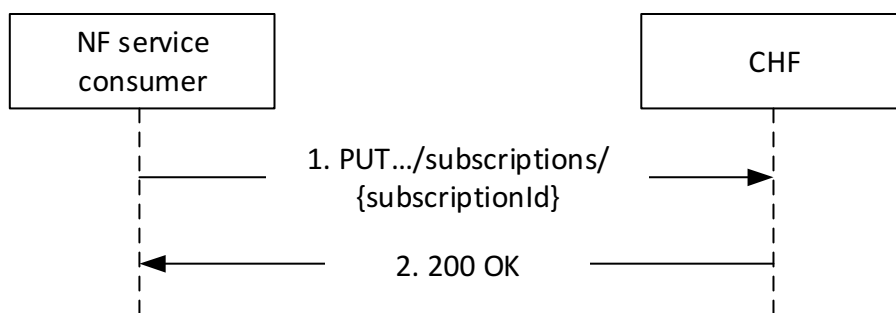 NF service
consumer
CHF
1. PUT.../subscriptions/
{subscriptionId}
2. 200 OK